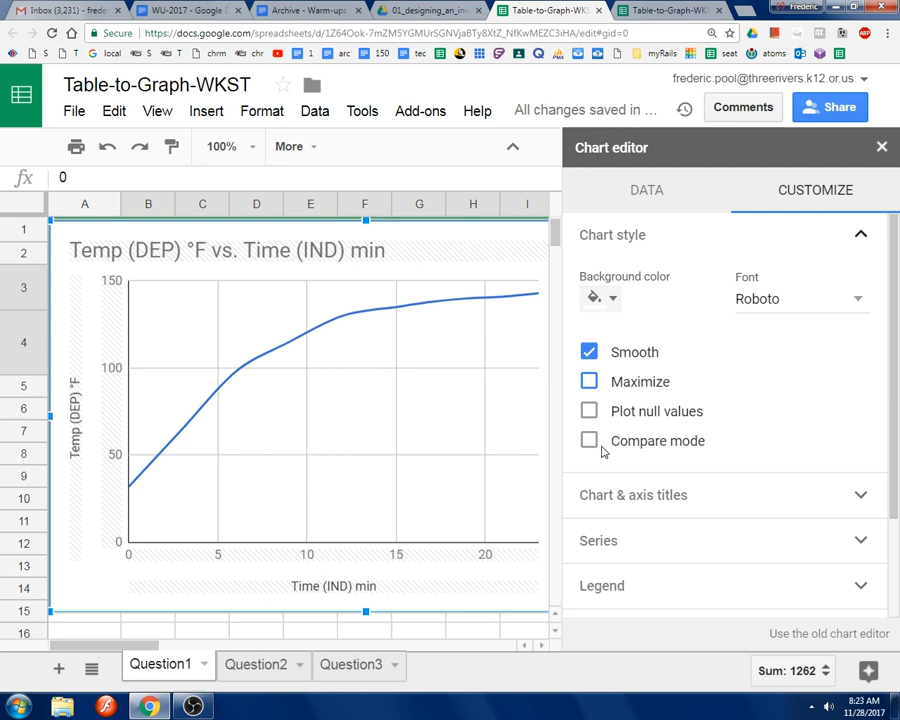 Inbox (3,231) - frede
WU-2017 - Google D
Archive - Warm-ups
01_designing_an_inv
Table-to-Graph-WKS
Table-to-Graph-WKS
Frederic
Secure https://docs.google.com/spreadsheets/d/1Z64Ook-7mZM5YGMUrSGNVjaBTy8XtZ_NfKwMEZC3iHA/edit#gid=0
S T G local S chrm chr 1 arc 150 tec myRails seat atoms
Table-to-Graph-WKST
frederic.pool@threerivers.k12.or.us
File Edit View Insert Format Data Tools Add-ons Help All changes saved in ...
Comments Share
100% More
Chart editor
fx 0
DATA CUSTOMIZE
A B C D E F G H I
1
2
3
4
5
6
7
8
9
10
11
12
13
14
15
16
Temp (DEP) °F vs. Time (IND) min
150
100
50
0
Temp (DEP) °F
0 5 10 15 20
Time (IND) min
Chart style
Background color
Font
Roboto
Smooth
Maximize
Plot null values
Compare mode
Chart & axis titles
Series
Legend
Use the old chart editor
Question1 Question2 Question3
Sum: 1262
8:23 AM
11/28/2017